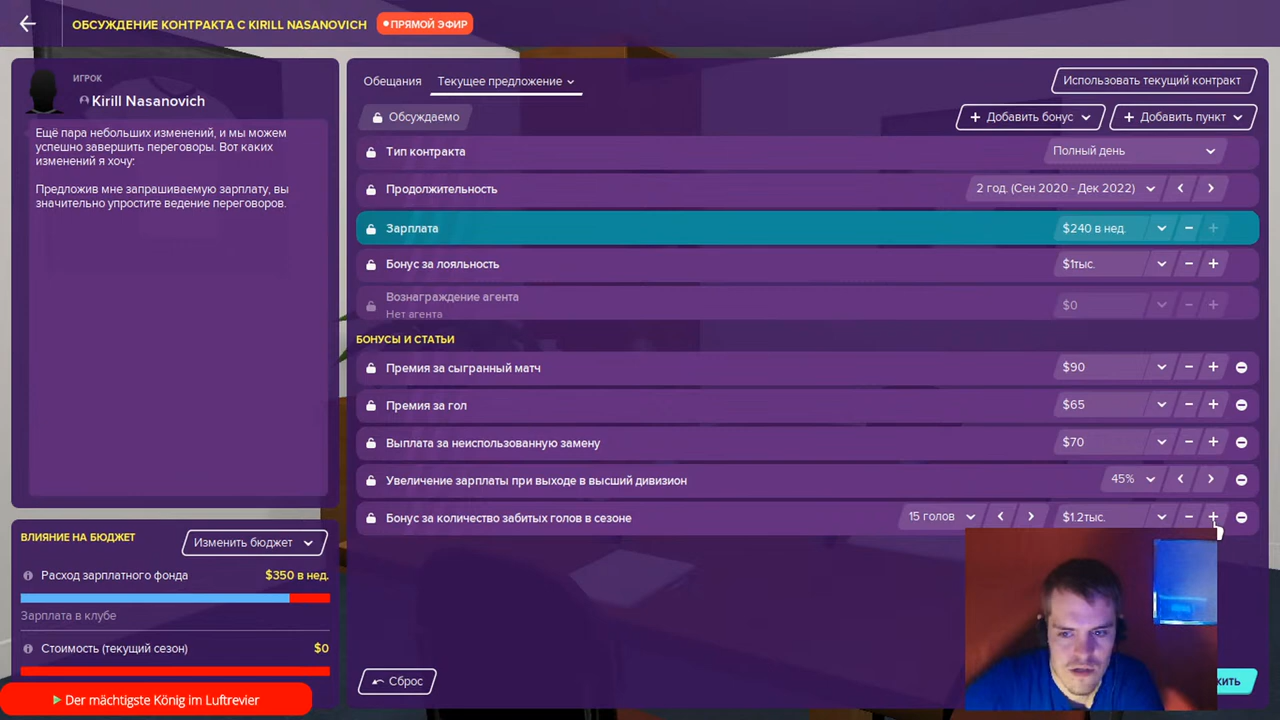 ОБСУЖДЕНИЕ КОНТРАКТА С KIRILL NASANOVICH
ПРЯМОЙ ЭФИР
ИГРОК
Kirill Nasanovich
Ещё пара небольших изменений, и мы можем
успешно завершить переговоры. Вот каких
изменений я хочу:
Предложив мне запрашиваемую зарплату, вы
значительно упростите ведение переговоров.
Обещания
Текущее предложение
Использовать текущий контракт
Обсуждаемо
Добавить бонус
Добавить пункт
Тип контракта
Полный день
Продолжительность
2 год. (Сен 2020 - Дек 2022)
Зарплата
$240 в нед.
Бонус за лояльность
$1тыс.
Вознаграждение агента
Нет агента
$0
БОНУСЫ И СТАТЬИ
Премия за сыгранный матч
$90
Премия за гол
$65
Выплата за неиспользованную замену
$70
Увеличение зарплаты при выходе в высший дивизион
45%
Бонус за количество забитых голов в сезоне
15 голов
$1.2тыс.
ВЛИЯНИЕ НА БЮДЖЕТ
Изменить бюджет
Расход зарплатного фонда
$350 в нед.
Зарплата в клубе
Стоимость (текущий сезон)
$0
Der mächtigste König im Luftrevier
Сброс